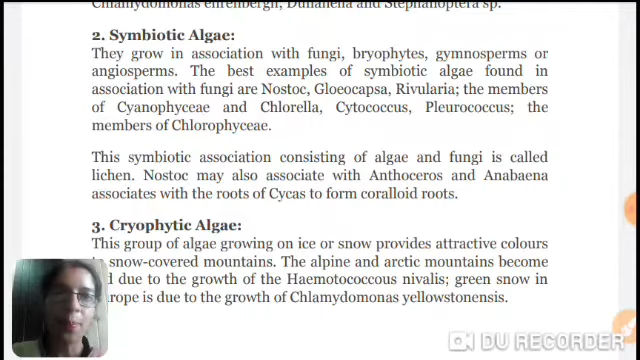 Chlamydomonas ehrenbergii, Dunaliella and Stephanoptera sp.
2. Symbiotic Algae:
They grow in association with fungi, bryophytes, gymnosperms or
angiosperms. The best examples of symbiotic algae found in
association with fungi are Nostoc, Gloeocapsa, Rivularia; the members
of Cyanophyceae and Chlorella, Cytococcus, Pleurococcus; the
members of Chlorophyceae.
This symbiotic association consisting of algae and fungi is called
lichen. Nostoc may also associate with Anthoceros and Anabaena
associates with the roots of Cycas to form coralloid roots.
3. Cryophytic Algae:
This group of algae growing on ice or snow provides attractive colours
snow-covered mountains. The alpine and arctic mountains become
due to the growth of the Haemotococcous nivalis; green snow in
is due to the growth of Chlamydomonas yellowstonensis.
DU RECORDER